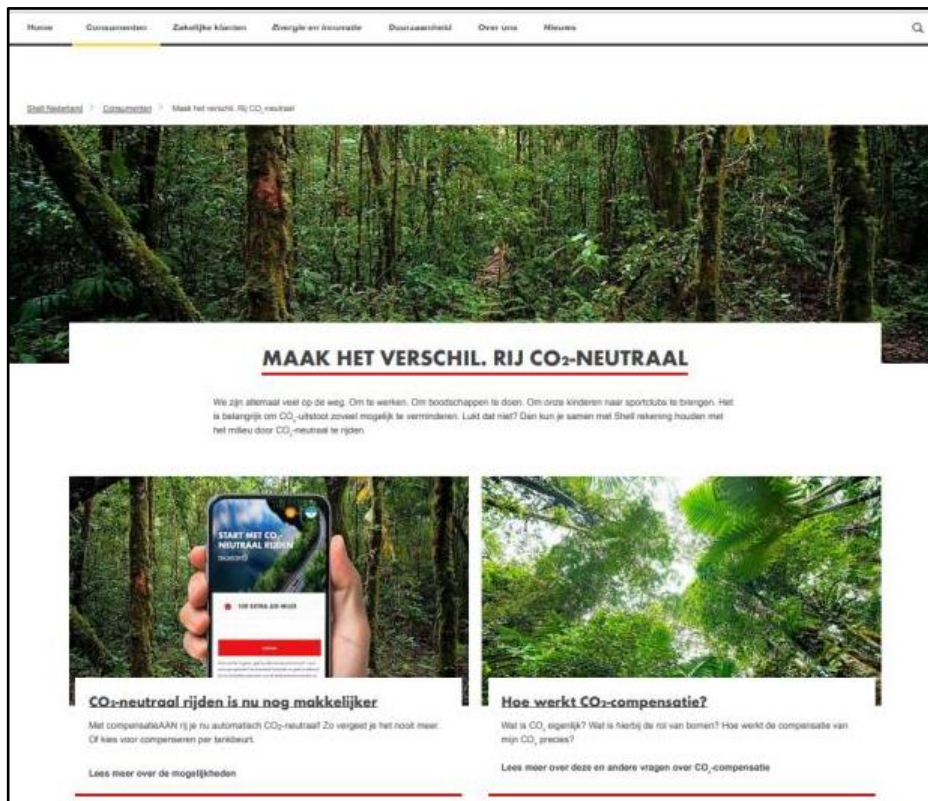 Home Consumenten Zakelijke klanten Energie en innovatie Duurzaamheid Over ons Nieuws
Shell Nederland > Consumenten > Maak het verschil. Rij CO₂-neutraal
MAAK HET VERSCHIL. RIJ CO₂-NEUTRAAL
We zijn allemaal veel op de weg. Om te werken. Om boodschappen te doen. Om onze kinderen naar sportclubs te brengen. Het
is belangrijk om CO₂-uitstoot zoveel mogelijk te verminderen. Lukt dat niet? Dan kun je samen met Shell rekening houden met
het milieu door CO₂-neutraal te rijden.
START MET CO₂-
NEUTRAAL RIJDEN
100 EXTRA AIR MILES
CO₂-neutraal rijden is nu nog makkelijker
Met compensatieAAN rij je nu automatisch CO₂-neutraal! Zo vergeet je het nooit meer.
Of kies voor compenseren per tankbeurt.
Lees meer over de mogelijkheden
Hoe werkt CO₂-compensatie?
Wat is CO₂ eigenlijk? Wat is hierbij de rol van bomen? Hoe werkt de compensatie van
mijn CO₂ precies?
Lees meer over deze en andere vragen over CO₂-compensatie